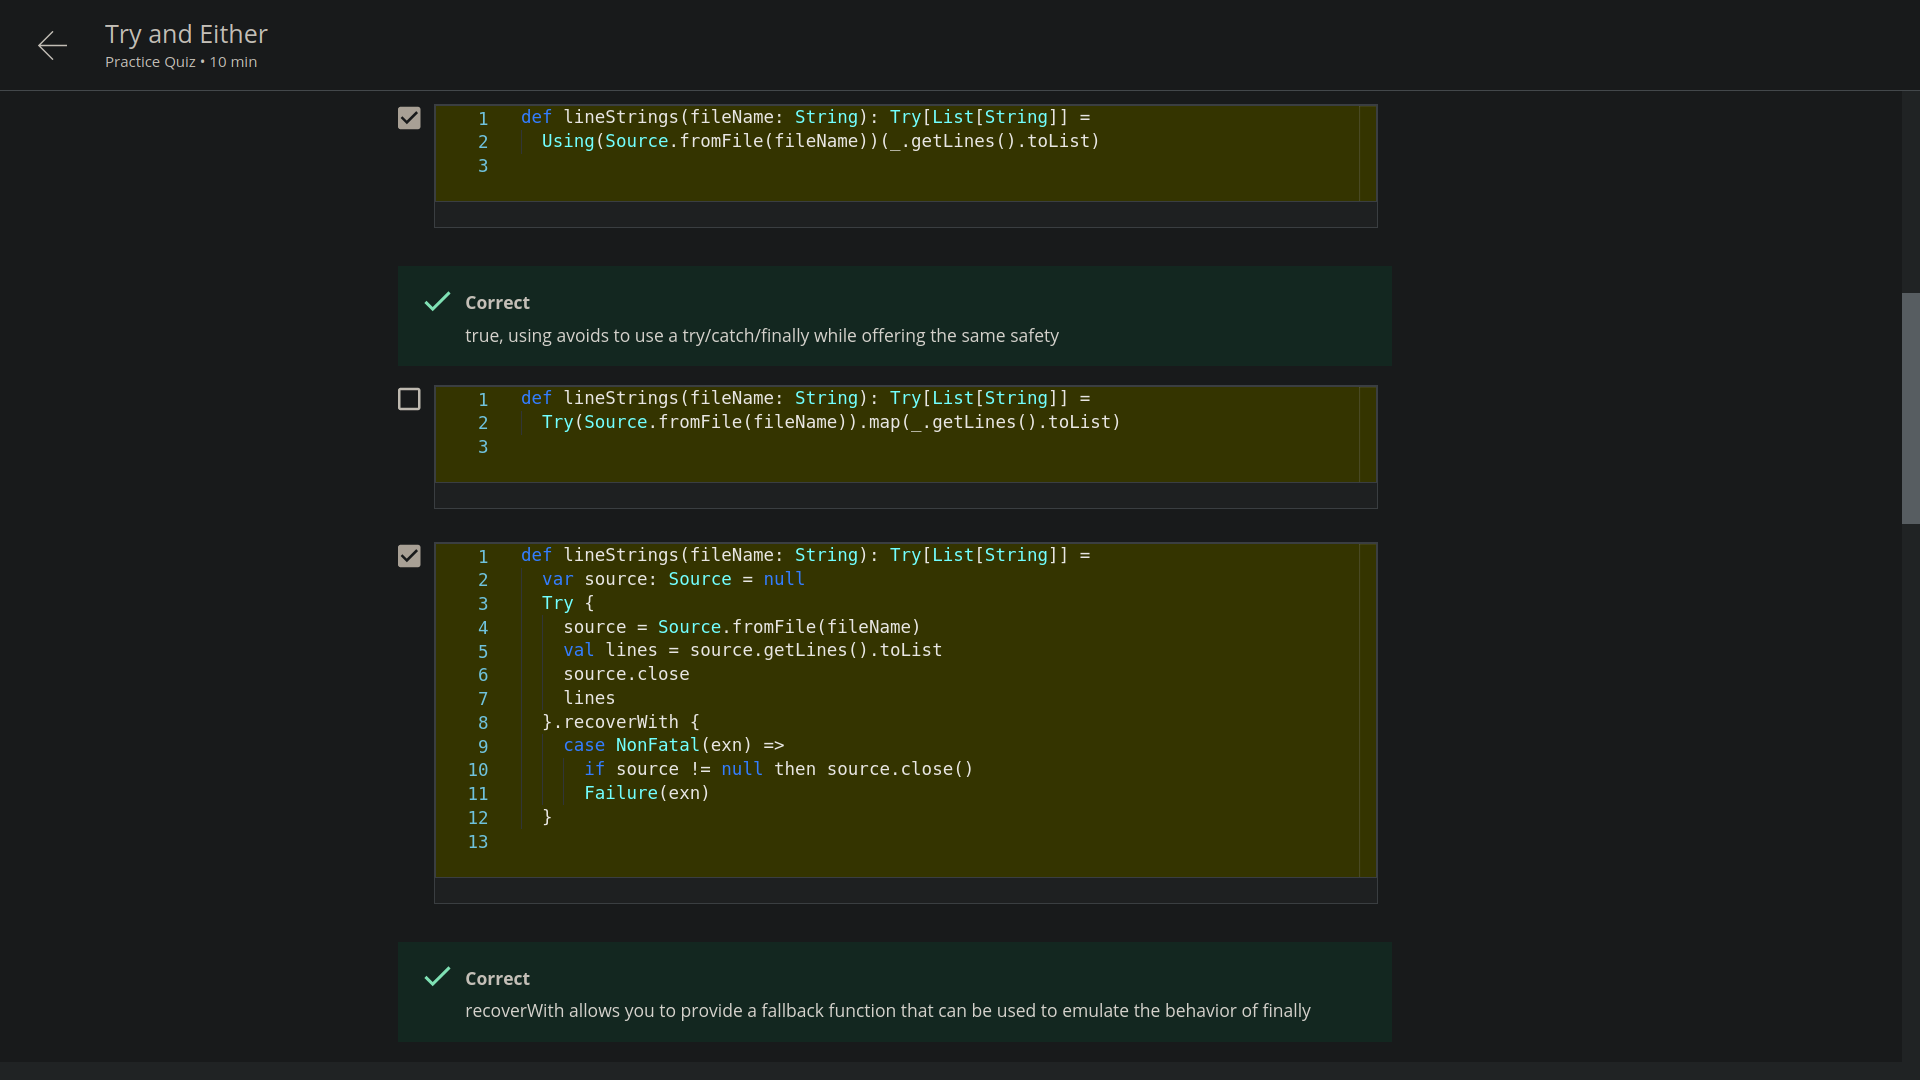 Try and Either
Practice Quiz • 10 min
1 def lineStrings(fileName: String): Try[List[String]] =
2 Using(Source.fromFile(fileName))(_.getLines().toList)
3
Correct
true, using avoids to use a try/catch/finally while offering the same safety
1 def lineStrings(fileName: String): Try[List[String]] =
2 Try(Source.fromFile(fileName)).map(_.getLines().toList)
3
1 def lineStrings(fileName: String): Try[List[String]] =
2 var source: Source = null
3 Try {
4 source = Source.fromFile(fileName)
5 val lines = source.getLines().toList
6 source.close
7 lines
8 }.recoverWith {
9 case NonFatal(exn) =>
10 if source != null then source.close()
11 Failure(exn)
12 }
13
Correct
recoverWith allows you to provide a fallback function that can be used to emulate the behavior of finally